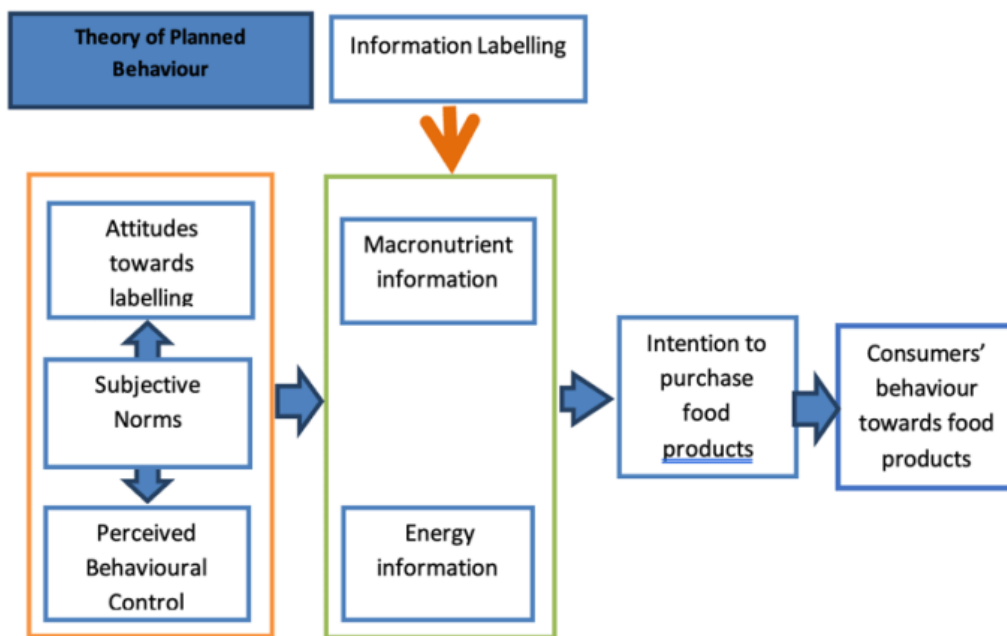 Theory of Planned
Behaviour
Information Labelling
Attitudes
towards
labelling
Subjective
Norms
Perceived
Behavioural
Control
Macronutrient
information
Energy
information
Intention to
purchase
food
products
Consumers’
behaviour
towards food
products